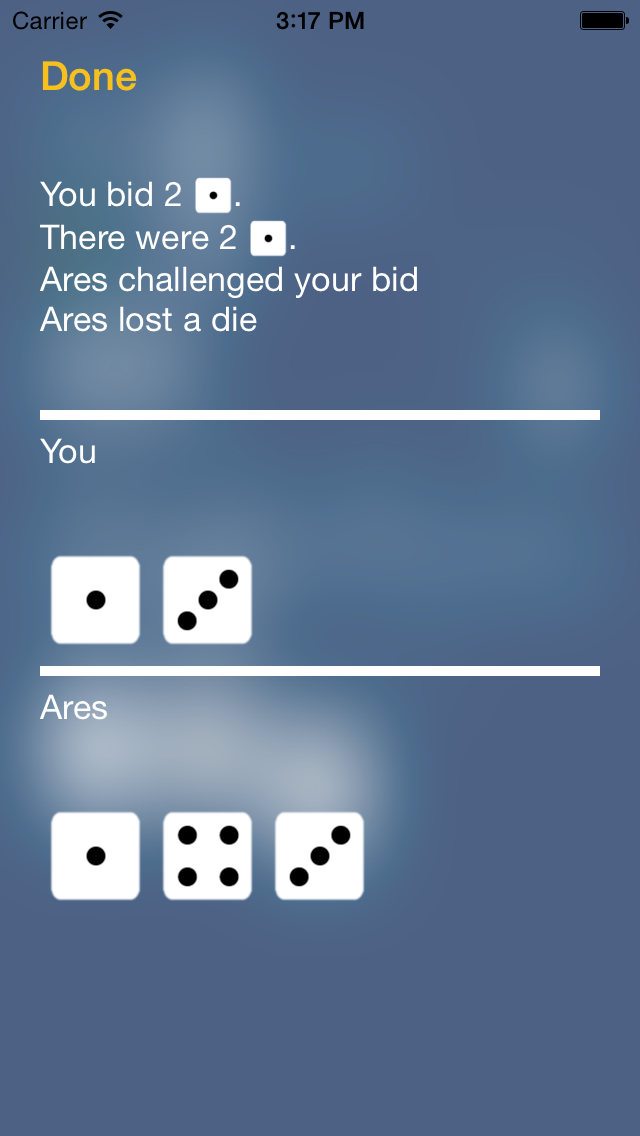 Carrier 3:17 PM
Done
You bid 2 .
There were 2 .
Ares challenged your bid
Ares lost a die
You
Ares